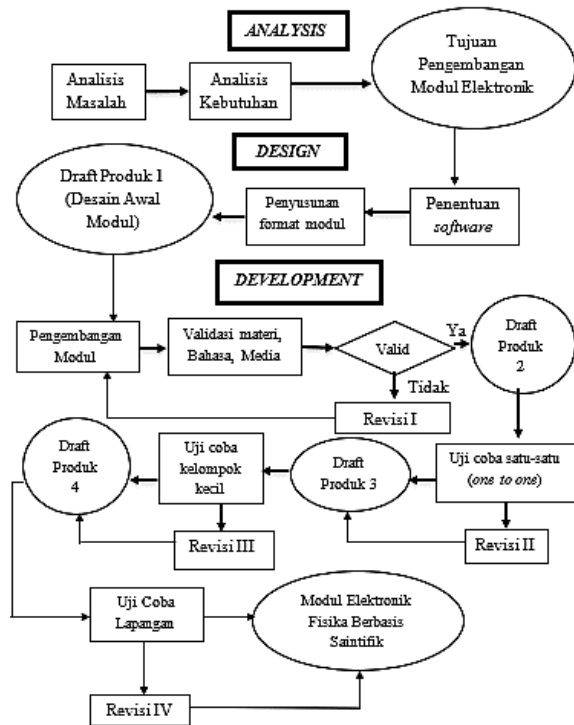 ANALYSIS
Analisis
Masalah
Analisis
Kebutuhan
Tujuan
Pengembangan
Modul Elektronik
DESIGN
Draft Produk 1
(Desain Awal
Modul)
Penyusunan
format modul
Penentuan
software
DEVELOPMENT
Pengembangan
Modul
Validasi materi,
Bahasa, Media
Valid
Ya
Draft
Produk
2
Tidak
Revisi I
Draft
Produk
4
Uji coba
kelompok
kecil
Draft
Produk 3
Uji coba satu-satu
(one to one)
Revisi III
Revisi II
Uji Coba
Lapangan
Modul Elektronik
Fisika Berbasis
Saintifik
Revisi IV